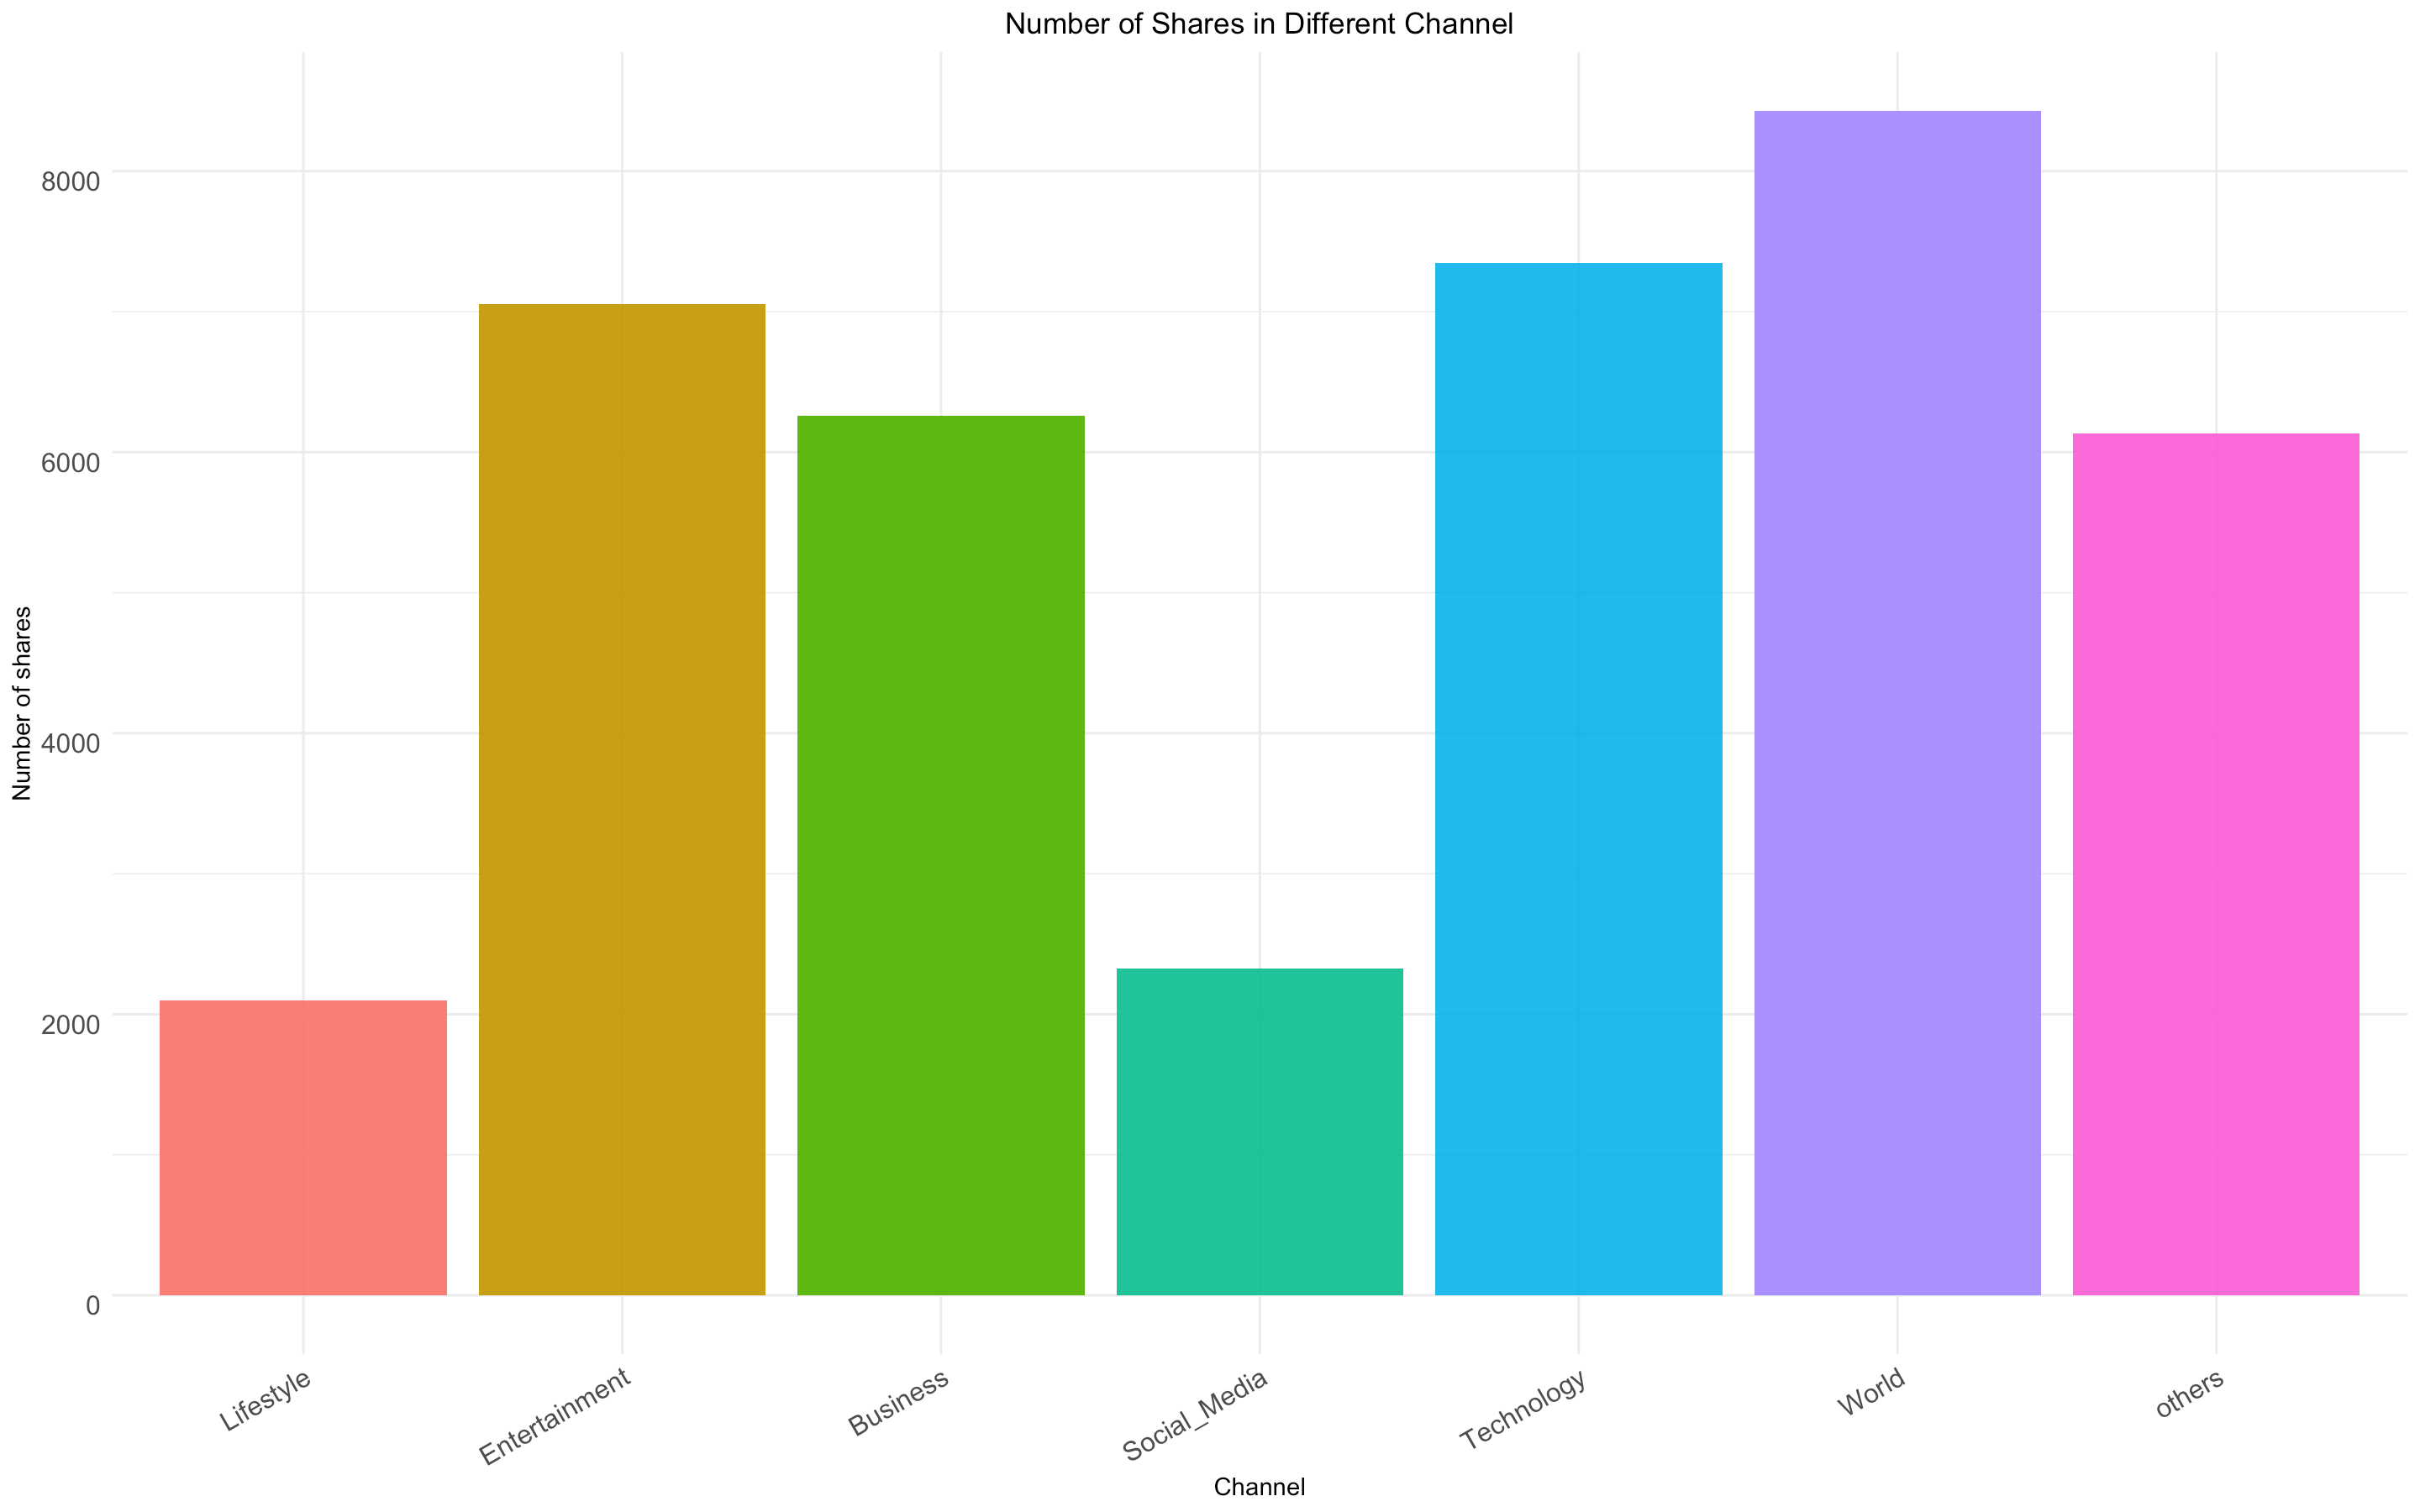 Number of Shares in Different Channel
Number of shares
8000
6000
4000
2000
0
Lifestyle
Entertainment
Business
Social_Media
Technology
World
others
Channel